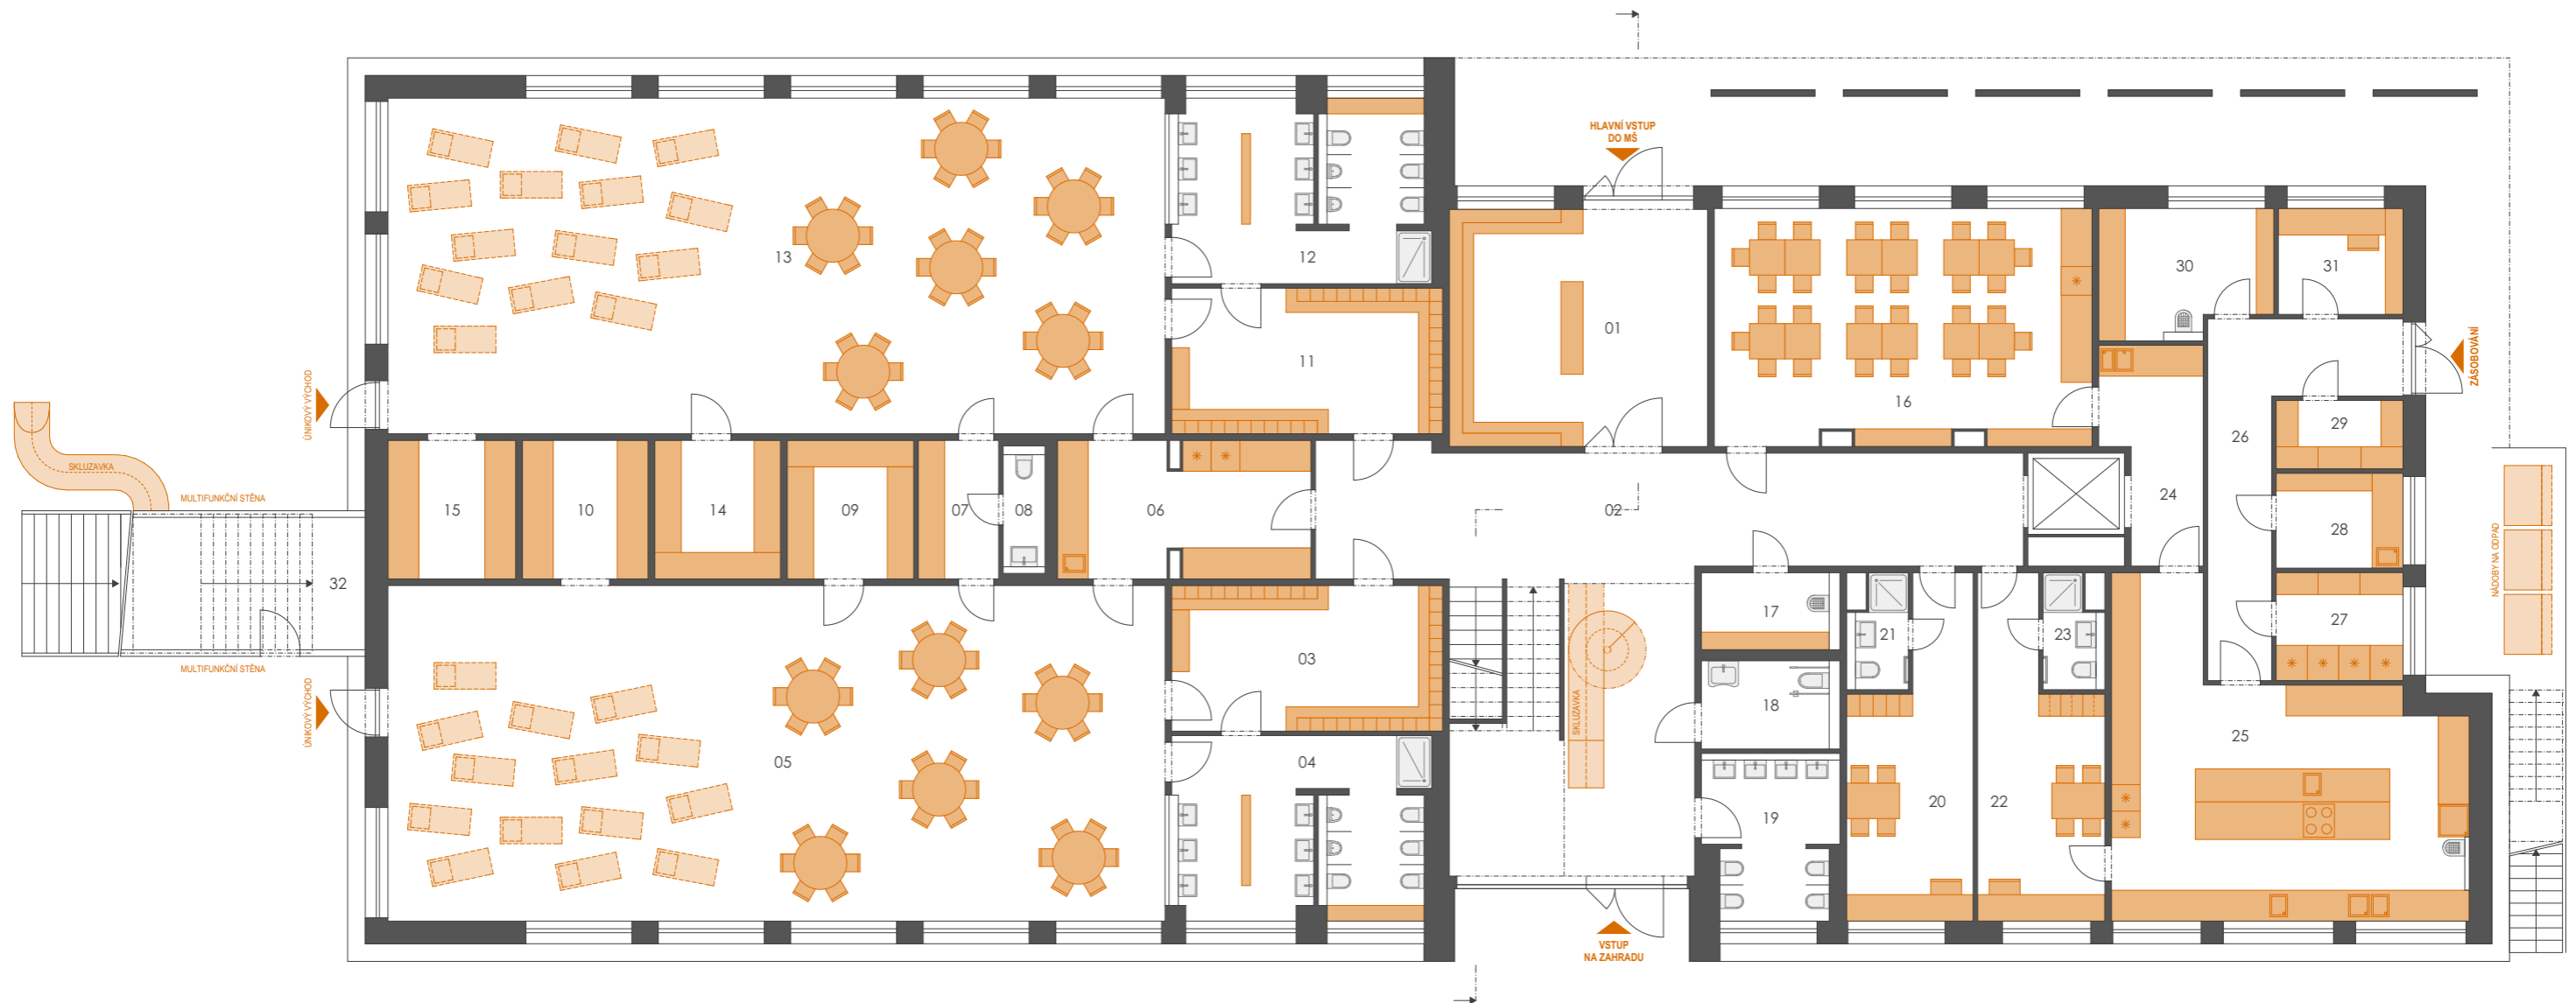 HLAVNÍ VSTUP
DO MŠ
13
12
30
31
01
11
16
ZÁSOBOVÁNÍ
ÚNIKOVÝ VÝCHOD
29
26
SKLUZAVKA
MULTIFUNKČNÍ STĚNA
15
10
14
09
07
08
06
02
24
28
NÁDOBY NA ODPAD
32
17
21
23
27
03
MULTIFUNKČNÍ STĚNA
ÚNIKOVÝ VÝCHOD
SKLUZAVKA
18
25
05
04
20
22
19
VSTUP
NA ZAHRADU